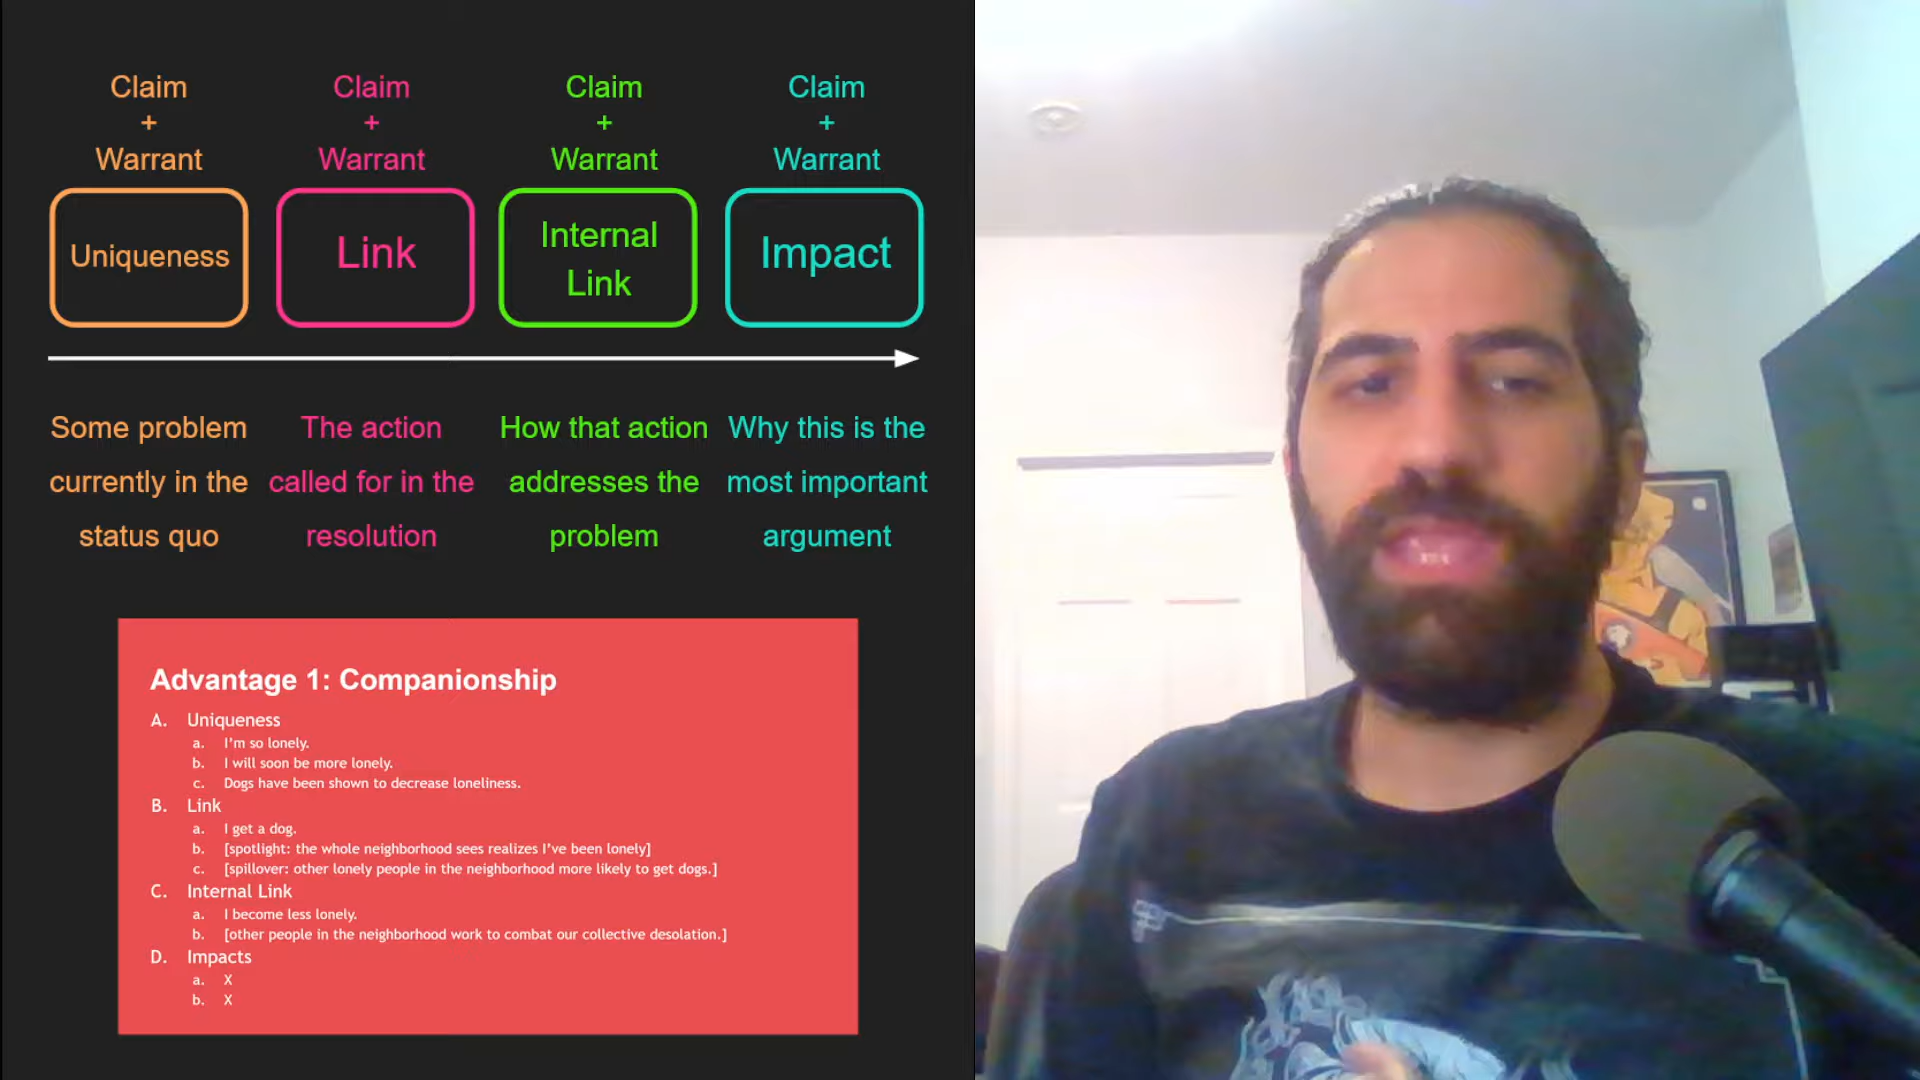 Claim
+
Warrant
Claim
+
Warrant
Claim
+
Warrant
Claim
+
Warrant
Uniqueness
Link
Internal
Link
Impact
Some problem
currently in the
status quo
The action
called for in the
resolution
How that action
addresses the
problem
Why this is the
most important
argument
Advantage 1: Companionship
A. Uniqueness
a. I'm so lonely.
b. I will soon be more lonely.
c. Dogs have been shown to decrease loneliness.
B. Link
a. I get a dog.
b. [spotlight: the whole neighborhood sees realizes I've been lonely]
c. [spillover: other lonely people in the neighborhood more likely to get dogs.]
C. Internal Link
a. I become less lonely.
b. [other people in the neighborhood work to combat our collective desolation.]
D. Impacts
a. X
b. X